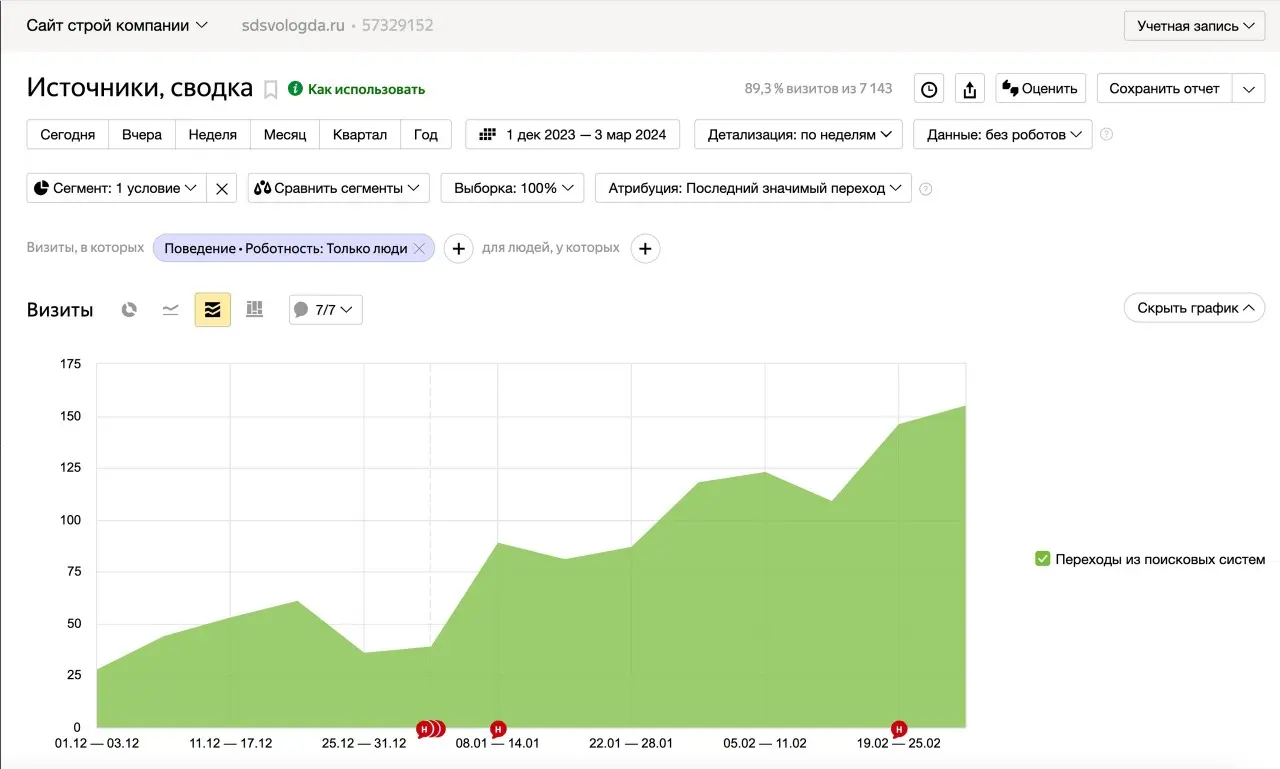 Сайт строй компании sdsvologda.ru • 57329152 Учетная запись
Источники, сводка Как использовать 89,3 % визитов из 7 143 Оценить Сохранить отчет
Сегодня Вчера Неделя Месяц Квартал Год 1 дек 2023 — 3 мар 2024 Детализация: по неделям Данные: без роботов ?
Сегмент: 1 условие Сравнить сегменты Выборка: 100% Атрибуция: Последний значимый переход ?
Визиты, в которых Поведение • Роботность: Только люди + для людей, у которых +
Визиты 7/7 Скрыть график
175
150
125
100
75
50
25
0
Переходы из поисковых систем
Н Н Н
01.12 — 03.12 11.12 — 17.12 25.12 — 31.12 08.01 — 14.01 22.01 — 28.01 05.02 — 11.02 19.02 — 25.02